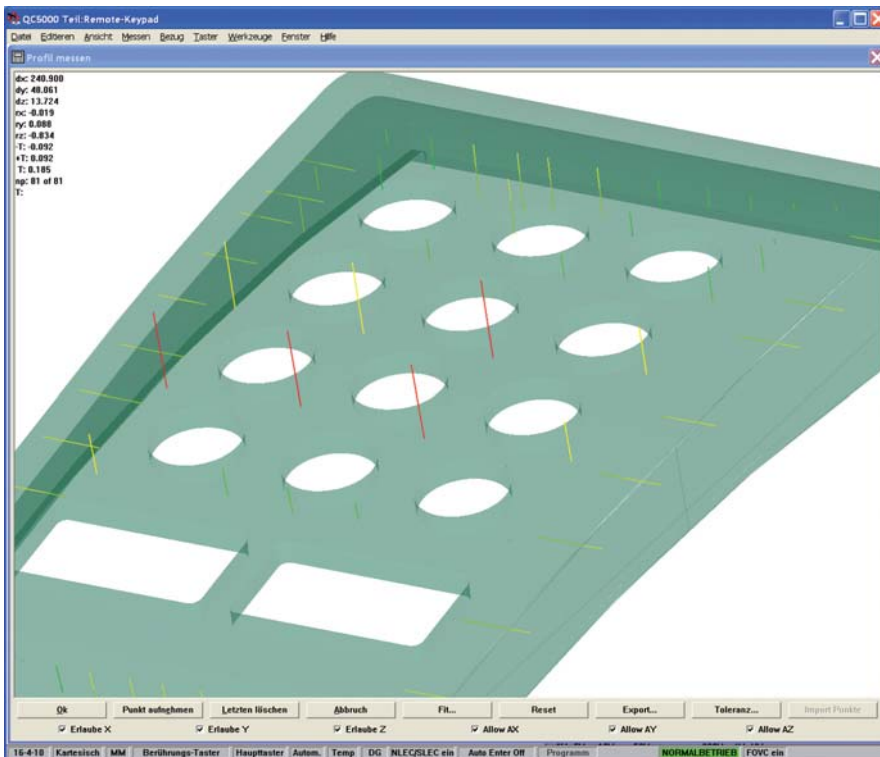 QC5000 Teil:Remote-Keypad
Datei Editieren Ansicht Messen Bezug Taster Werkzeuge Fenster Hilfe
Profil messen
dx: 240.900
dy: 48.061
dz: 13.724
rx: -0.019
ry: 0.088
rz: -0.834
-T: -0.092
+T: 0.092
T: 0.185
np: 81 of 81
T:
Ok Punkt aufnehmen Letzten löschen Abbruch Fit... Reset Export... Toleranz... Import Punkte
Erlaube X Erlaube Y Erlaube Z Allow AX Allow AY Allow AZ
16-4-10 Kartesisch MM Berührungs-Taster Haupttaster Autom. Temp DG NLEC/SLEC ein Auto Enter Off Programm NORMALBETRIEB FOVC ein